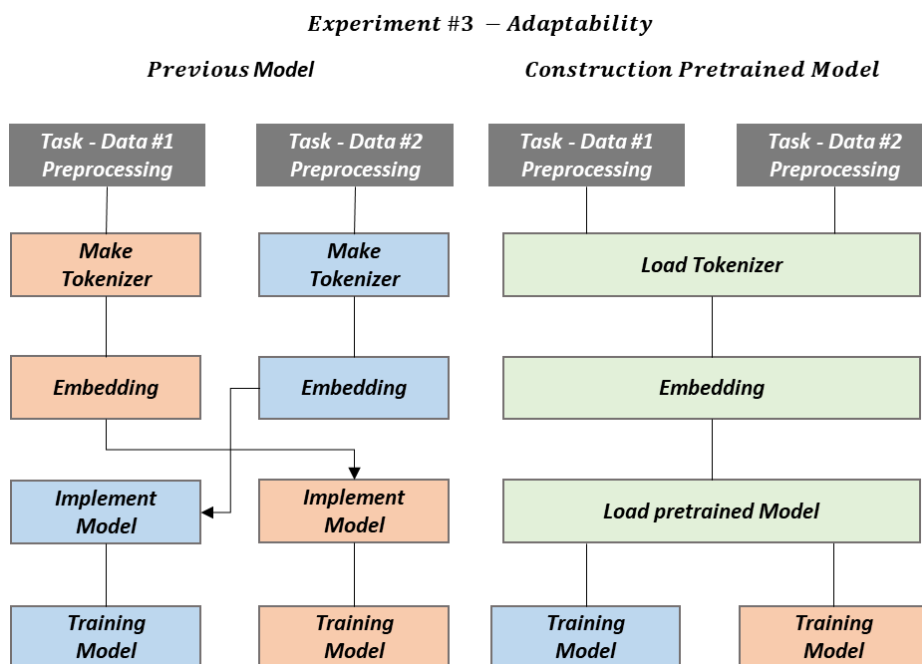 Experiment #3 – Adaptability
Previous Model
Construction Pretrained Model
Task - Data #1
Preprocessing
Task - Data #2
Preprocessing
Task - Data #1
Preprocessing
Task - Data #2
Preprocessing
Make
Tokenizer
Make
Tokenizer
Load Tokenizer
Embedding
Embedding
Embedding
Implement
Model
Implement
Model
Load pretrained Model
Training
Model
Training
Model
Training
Model
Training
Model